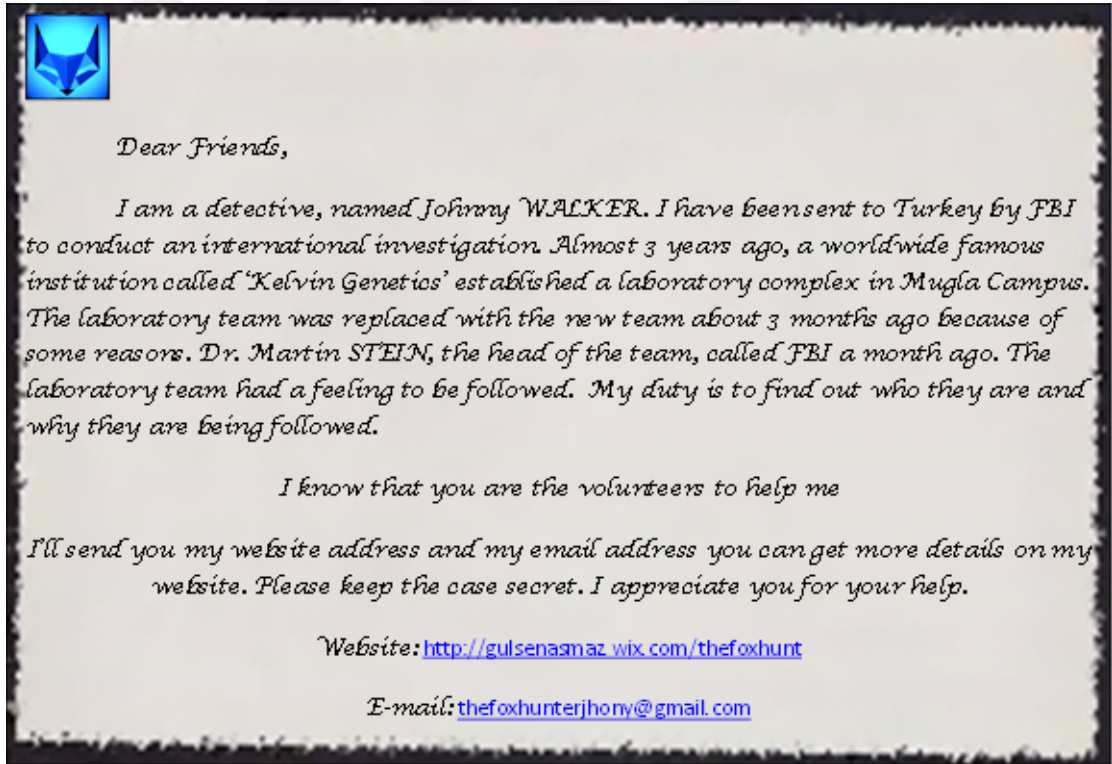 Dear Friends,
I am a detective, named Johnny WALKER. I have been sent to Turkey by FBI
to conduct an international investigation. Almost 3 years ago, a worldwide famous
institution called 'Kelvin Genetics' established a laboratory complex in Mugla Campus.
The laboratory team was replaced with the new team about 3 months ago because of
some reasons. Dr. Martin STEIN, the head of the team, called FBI a month ago. The
laboratory team had a feeling to be followed. My duty is to find out who they are and
why they are being followed.
I know that you are the volunteers to help me
I'll send you my website address and my email address you can get more details on my
website. Please keep the case secret. I appreciate you for your help.
Website: http://gulsenasmaz.wix.com/thefoxhunt
E-mail: thefoxhunterjhony@gmail.com